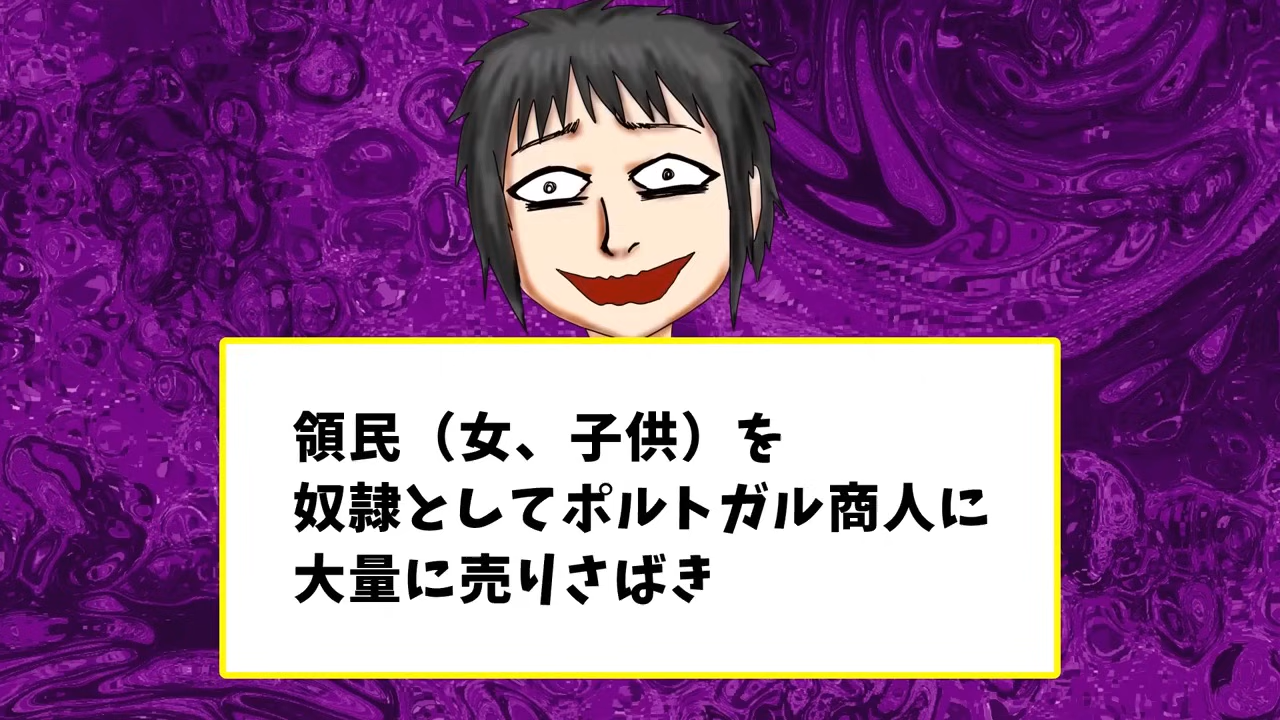 領民（女、子供）を
奴隷としてポルトガル商人に
大量に売りさばき